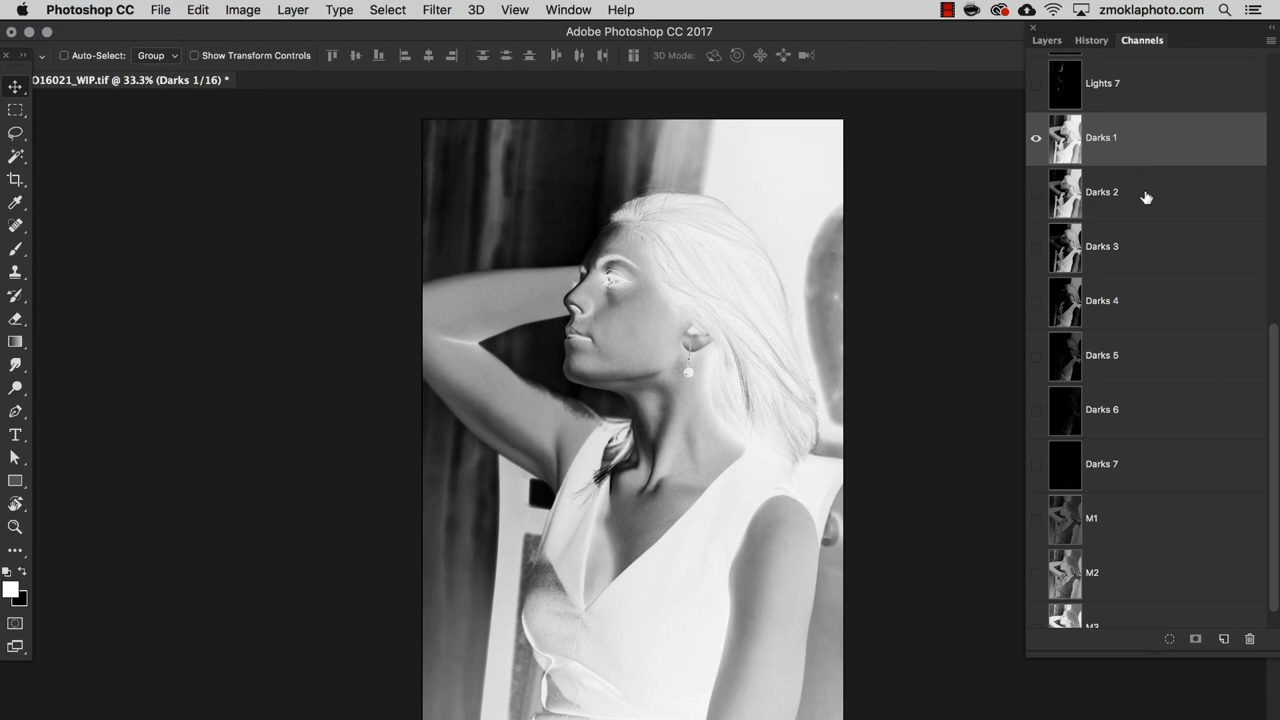 Photoshop CC File Edit Image Layer Type Select Filter 3D View Window Help zmoklaphoto.com
Adobe Photoshop CC 2017
Auto-Select: Group Show Transform Controls 3D Mode:
O16021_WIP.tif @ 33.3% (Darks 1/16) *
Layers History Channels
Lights 7
Darks 1
Darks 2
Darks 3
Darks 4
Darks 5
Darks 6
Darks 7
M1
M2
M3